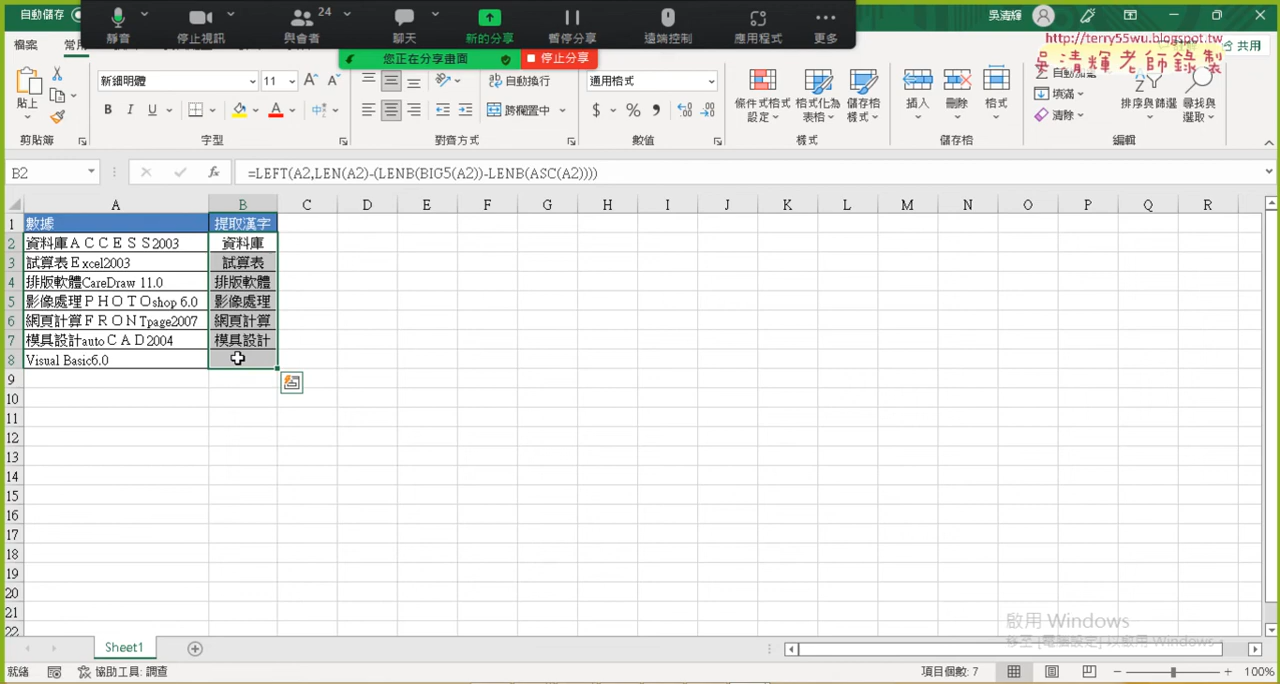 自動儲存
靜音
停止視訊
24
與會者
聊天
新的分享
暫停分享
遠端控制
應用程式
更多
吳清輝
您正在分享畫面
停止分享
http://terry55wu.blogspot.tw
吳清輝老師錄製
檔案
常用
共用
貼上
新細明體
11
自動換行
通用格式
B I U
跨欄置中
$ % ,
條件式格式設定
格式化為表格
儲存格樣式
插入
刪除
格式
填滿
清除
排序與篩選
尋找與選取
剪貼簿
字型
對齊方式
數值
樣式
儲存格
編輯
B2
fx
=LEFT(A2,LEN(A2)-(LENB(BIG5(A2))-LENB(ASC(A2))))
A B C D E F G H I J K L M N O P Q R
1 數據 提取漢字
2 資料庫ＡＣＣＥＳＳ2003 資料庫
3 試算表Ｅxcel2003 試算表
4 排版軟體CareDraw 11.0 排版軟體
5 影像處理ＰＨＯＴＯshop 6.0 影像處理
6 網頁計算ＦＲＯＮＴpage2007 網頁計算
7 模具設計autoＣＡＤ2004 模具設計
8 Visual Basic6.0
9
10
11
12
13
14
15
16
17
18
19
20
21
22
啟用 Windows
移至 [電腦設定] 以啟用 Windows
Sheet1
就緒
協助工具: 調查
項目個數: 7
100%